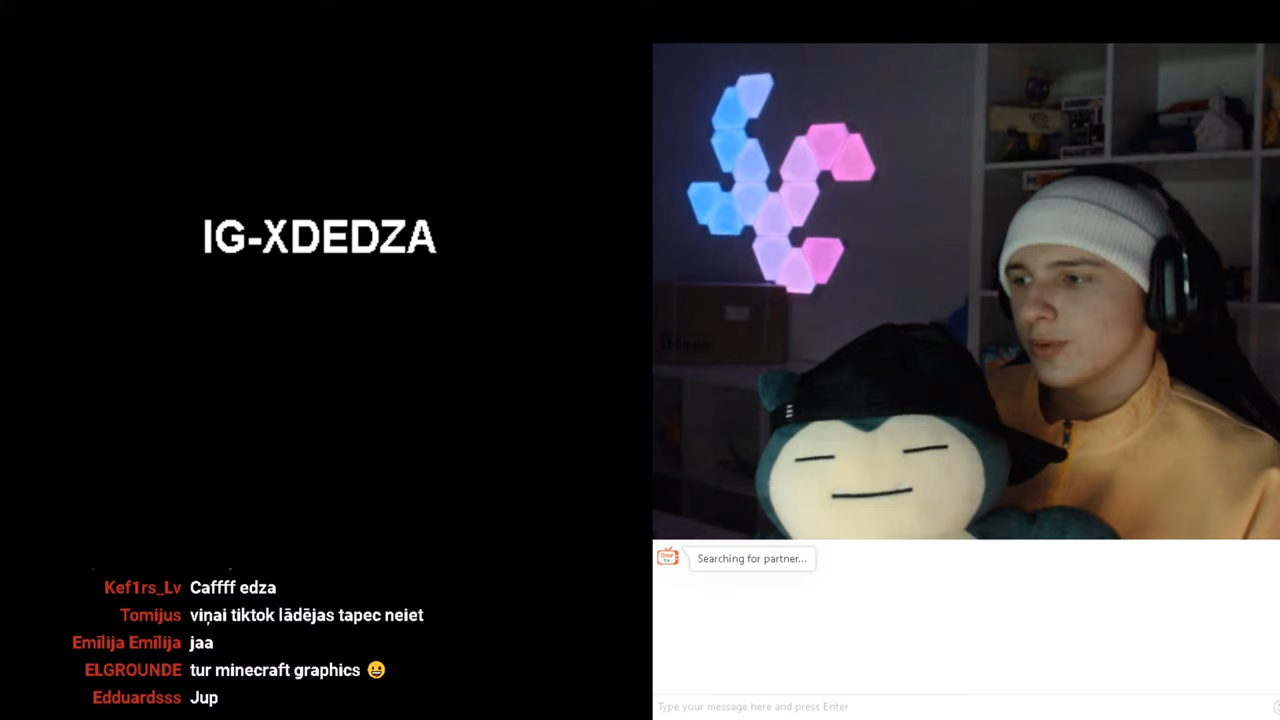 IG-XDEDZA
Kef1rs_Lv Caffff edza
Tomijus viņai tiktok lādējas tapec neiet
Emīlija Emīlija jaa
ELGROUNDE tur minecraft graphics 😀
Edduardsss Jup
Searching for partner...
Type your message here and press Enter